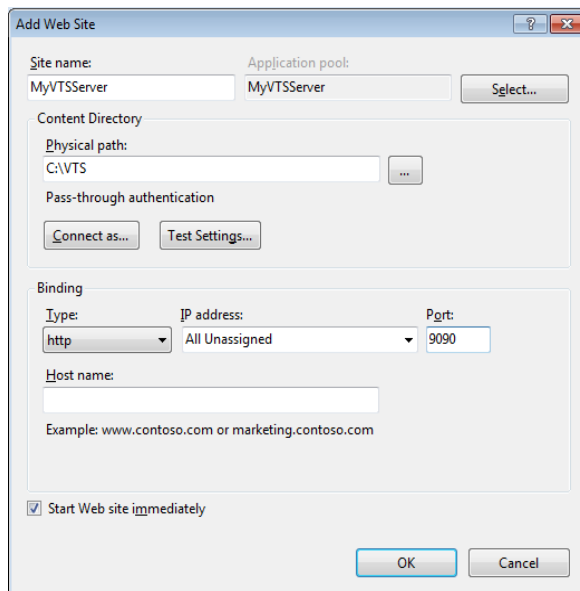 Add Web Site
Site name:
Application pool:
MyVTSServer
MyVTSServer
Select...
Content Directory
Physical path:
C:\VTS
...
Pass-through authentication
Connect as...
Test Settings...
Binding
Type:
IP address:
Port:
http
All Unassigned
9090
Host name:
Example: www.contoso.com or marketing.contoso.com
Start Web site immediately
OK
Cancel